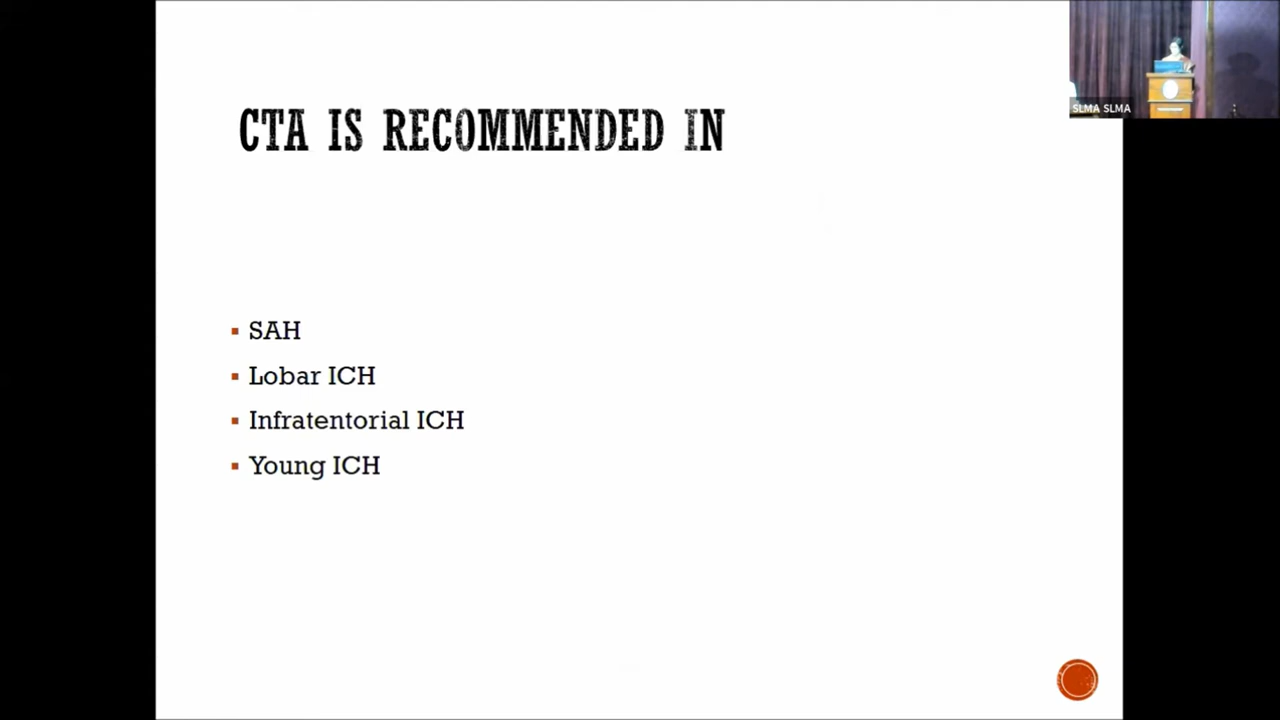 CTA IS RECOMMENDED IN
SLMA SLMA
▪ SAH
▪ Lobar ICH
▪ Infratentorial ICH
▪ Young ICH